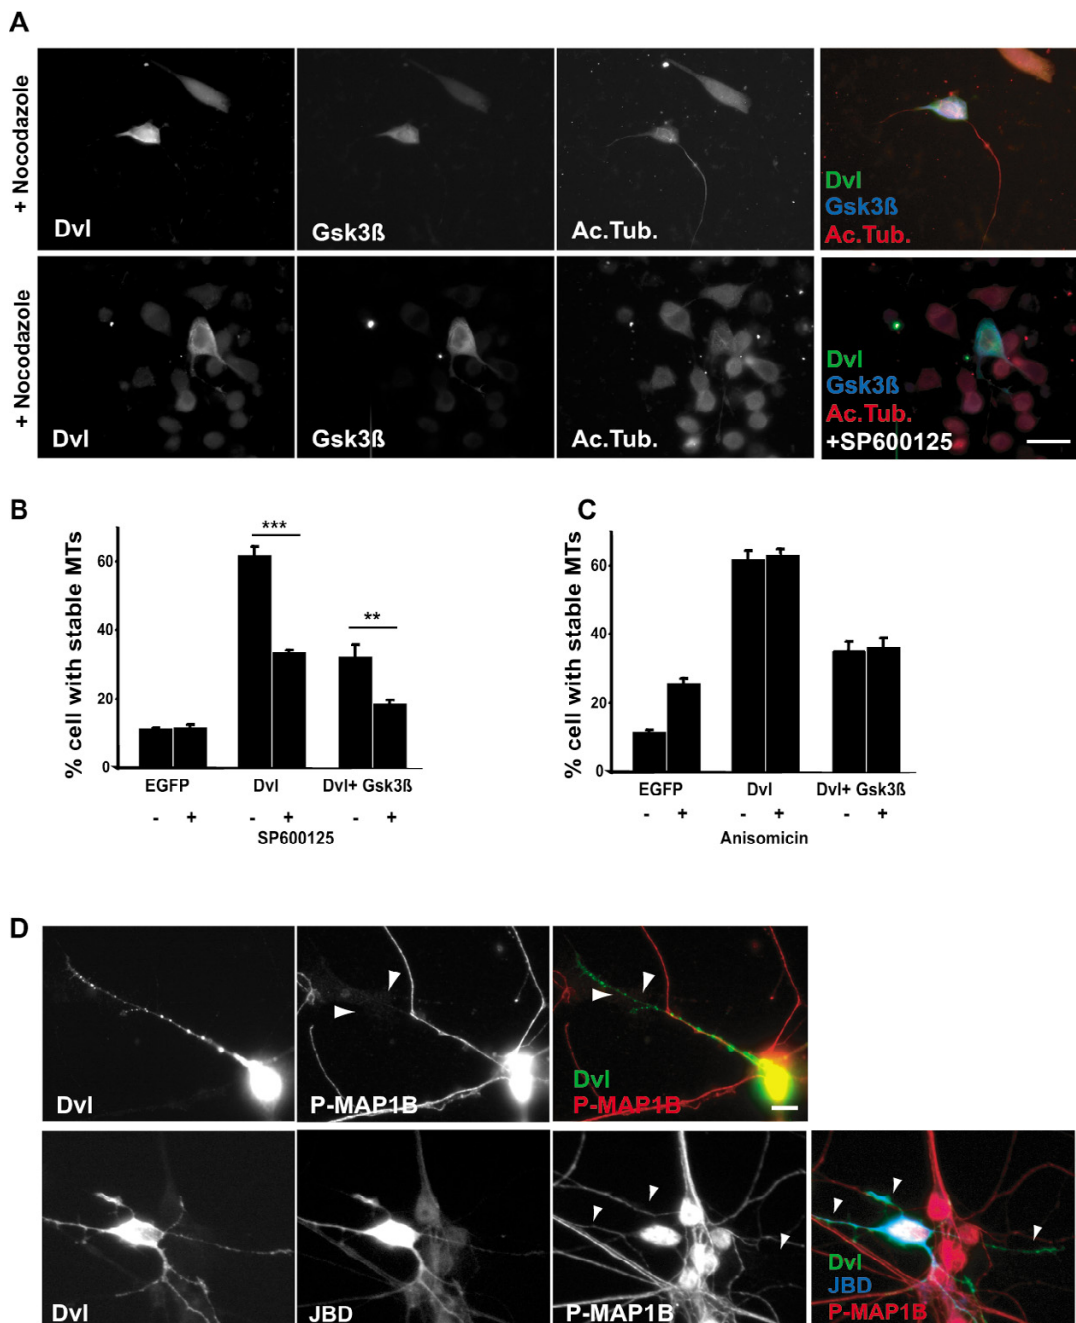 A
+ Nocodazole
Dvl
Gsk3ß
Ac.Tub.
Dvl
Gsk3ß
Ac.Tub.
+ Nocodazole
Dvl
Gsk3ß
Ac.Tub.
Dvl
Gsk3ß
Ac.Tub.
+SP600125
B
% cell with stable MTs
60
40
20
0
***
**
EGFP
Dvl
Dvl+ Gsk3ß
- + - + - +
SP600125
C
% cell with stable MTs
60
40
20
0
EGFP
Dvl
Dvl+ Gsk3ß
- + - + - +
Anisomicin
D
Dvl
P-MAP1B
Dvl
P-MAP1B
Dvl
JBD
P-MAP1B
Dvl
JBD
P-MAP1B